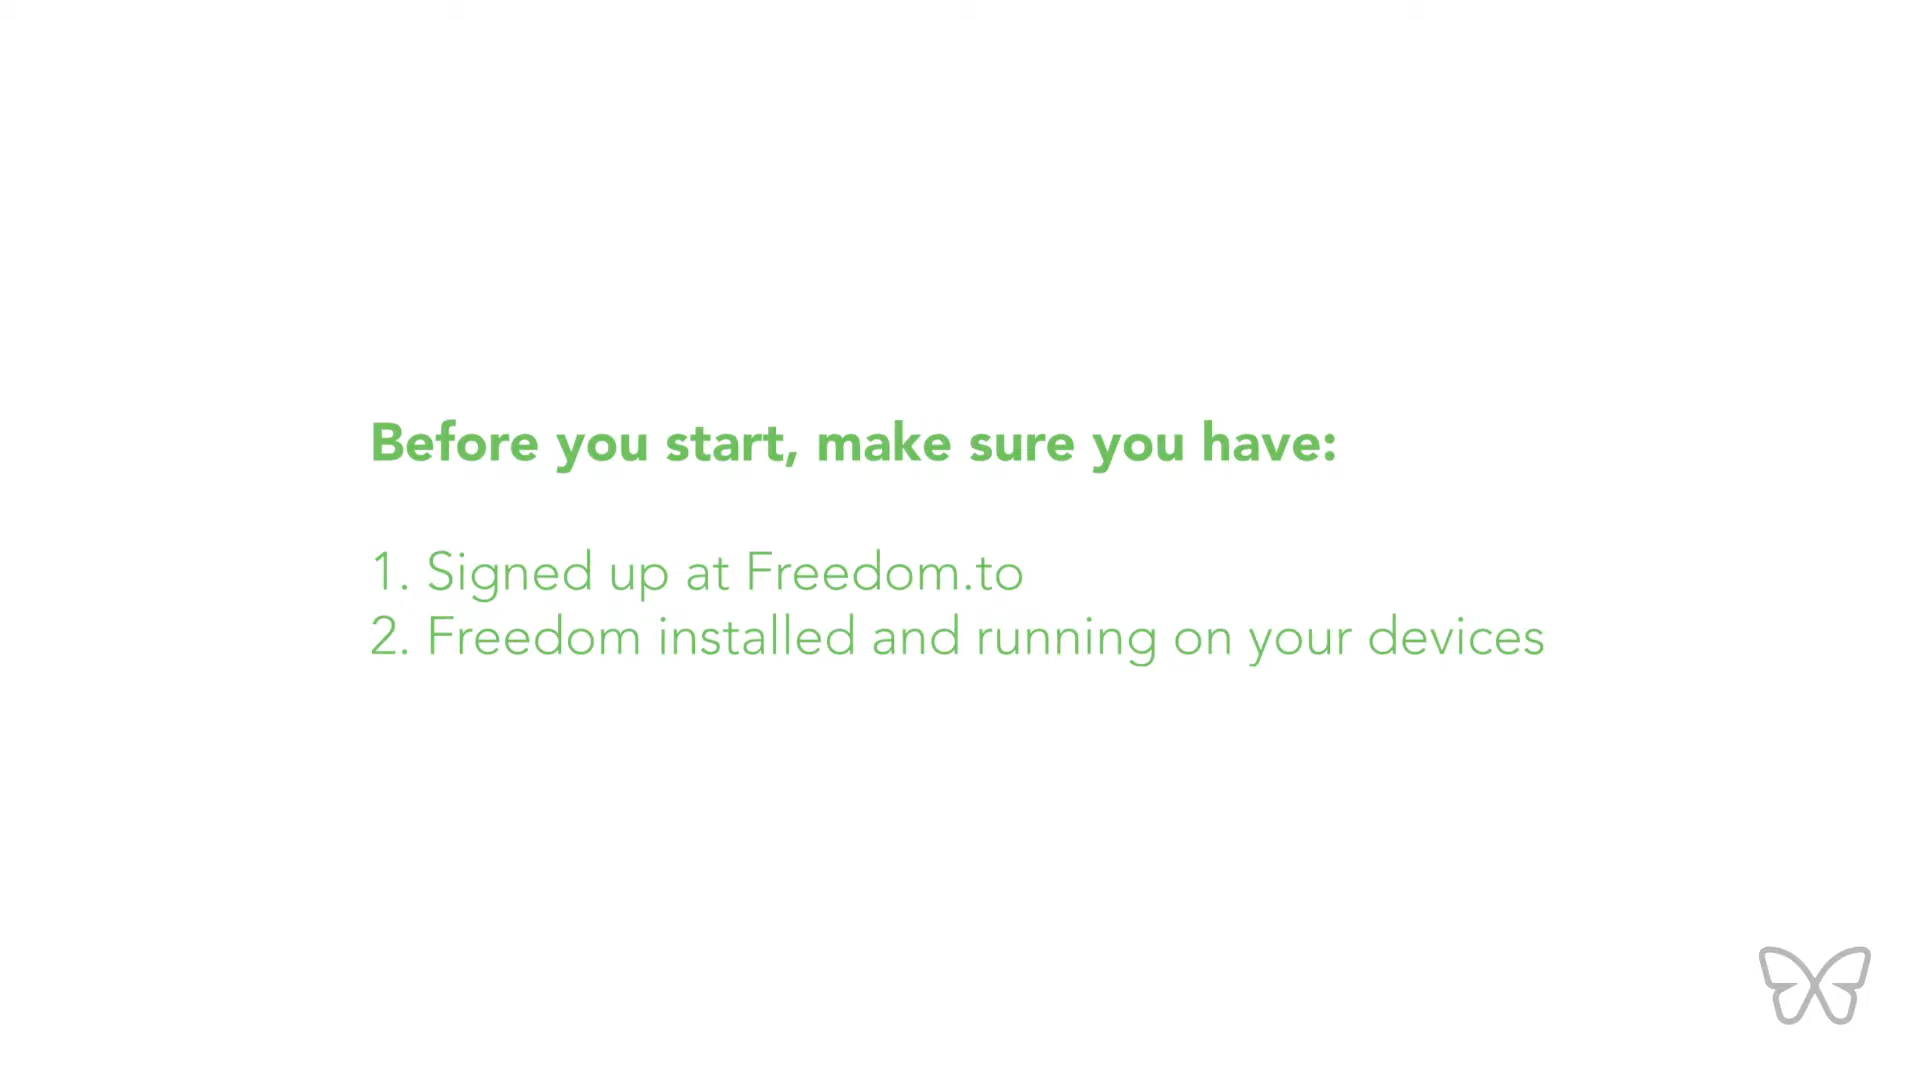 Before you start, make sure you have:
1. Signed up at Freedom.to
2. Freedom installed and running on your devices